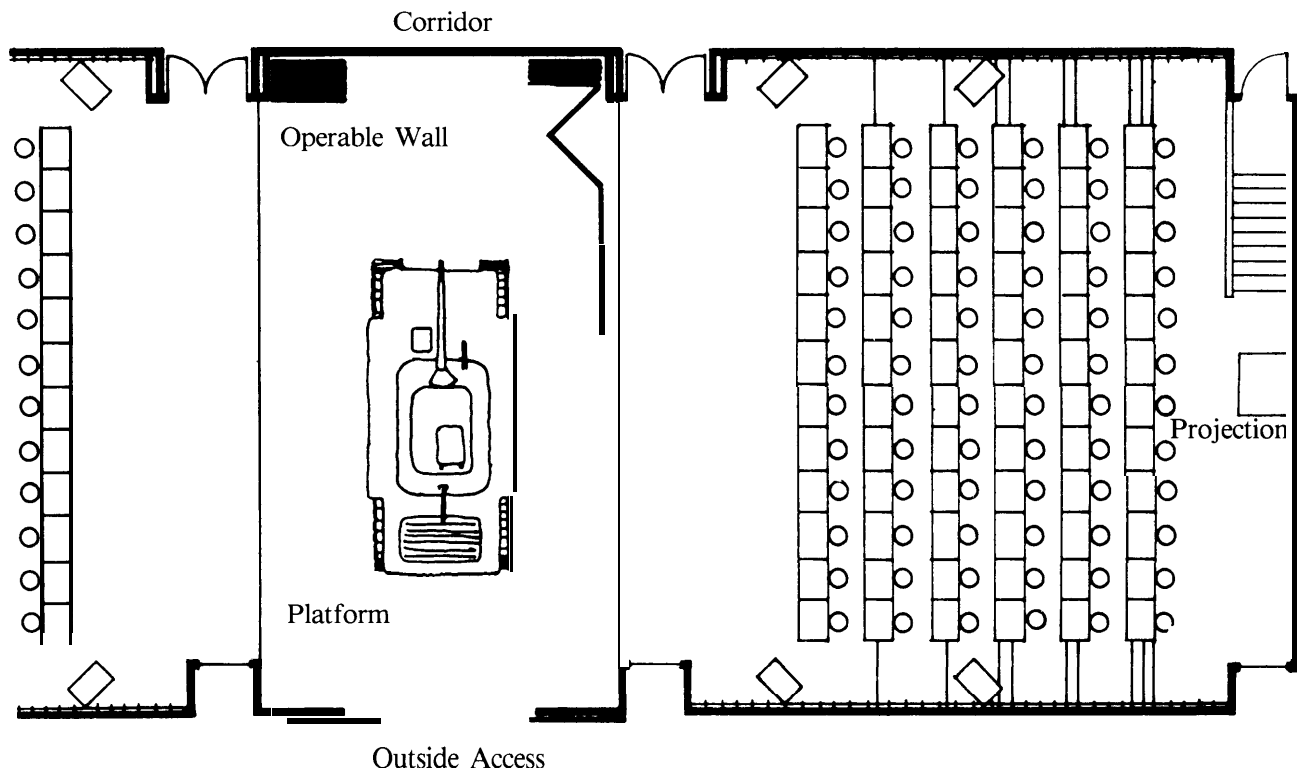 Corridor
Operable Wall
Projection
Platform
Outside Access